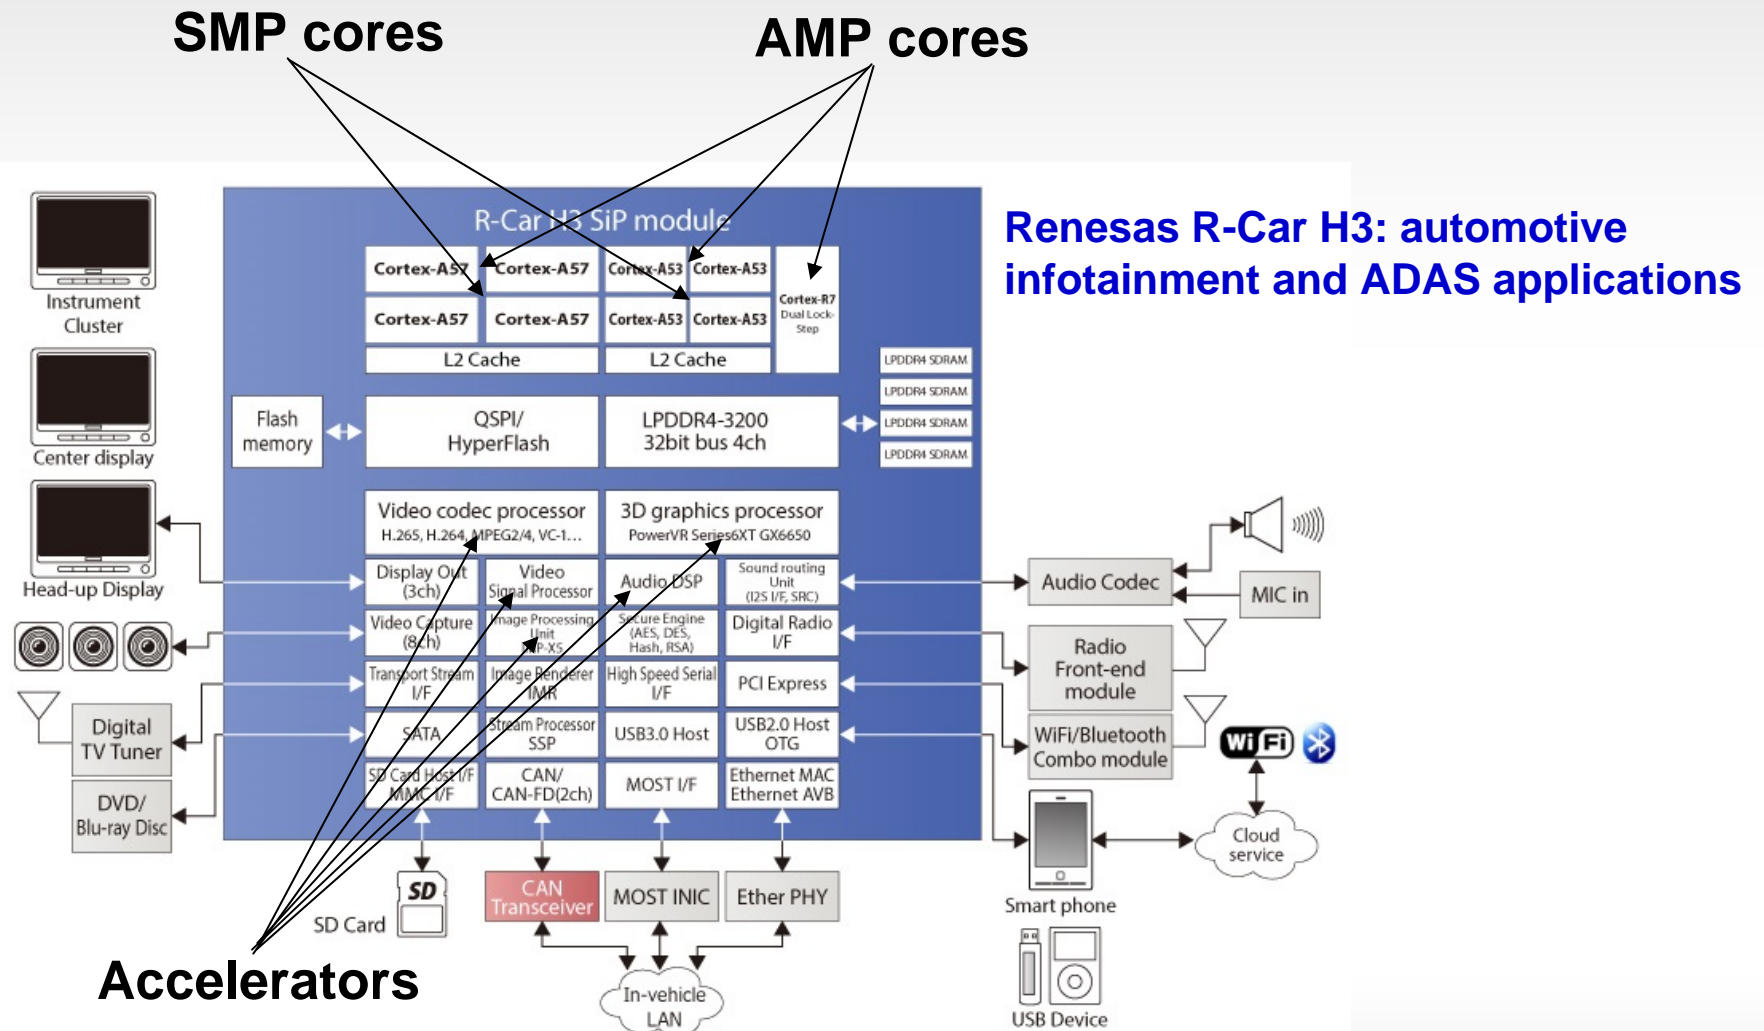 SMP cores
AMP cores
Renesas R-Car H3: automotive
infotainment and ADAS applications
R-Car H3 SiP module
Cortex-A57
Cortex-A57
Cortex-A53
Cortex-A53
Cortex-A57
Cortex-A57
Cortex-A53
Cortex-A53
Cortex-R7
Dual Lock-
Step
L2 Cache
L2 Cache
Instrument
Cluster
Center display
Head-up Display
Flash
memory
QSPI/
HyperFlash
LPDDR4-3200
32bit bus 4ch
LPDDR4 SDRAM
LPDDR4 SDRAM
LPDDR4 SDRAM
LPDDR4 SDRAM
Video codec processor
H.265, H.264, MPEG2/4, VC-1...
3D graphics processor
PowerVR Series6XT GX6650
Display Out
(3ch)
Video
Signal Processor
Audio DSP
Sound routing
Unit
(I2S I/F, SRC)
Video Capture
(8ch)
Image Processing
Unit
Secure Engine
(AES, DES,
Hash, RSA)
Digital Radio
I/F
Transport Stream
I/F
Image Renderer
IMR
High Speed Serial
I/F
PCI Express
SATA
Stream Processor
SSP
USB3.0 Host
USB2.0 Host
OTG
SD Card Host I/F
MMC I/F
CAN/
CAN-FD(2ch)
MOST I/F
Ethernet MAC
Ethernet AVB
Digital
TV Tuner
DVD/
Blu-ray Disc
Audio Codec
MIC in
Radio
Front-end
module
WiFi/Bluetooth
Combo module
Wi Fi
Cloud
service
Smart phone
USB Device
SD
SD Card
CAN
Transceiver
MOST INIC
Ether PHY
In-vehicle
LAN
Accelerators